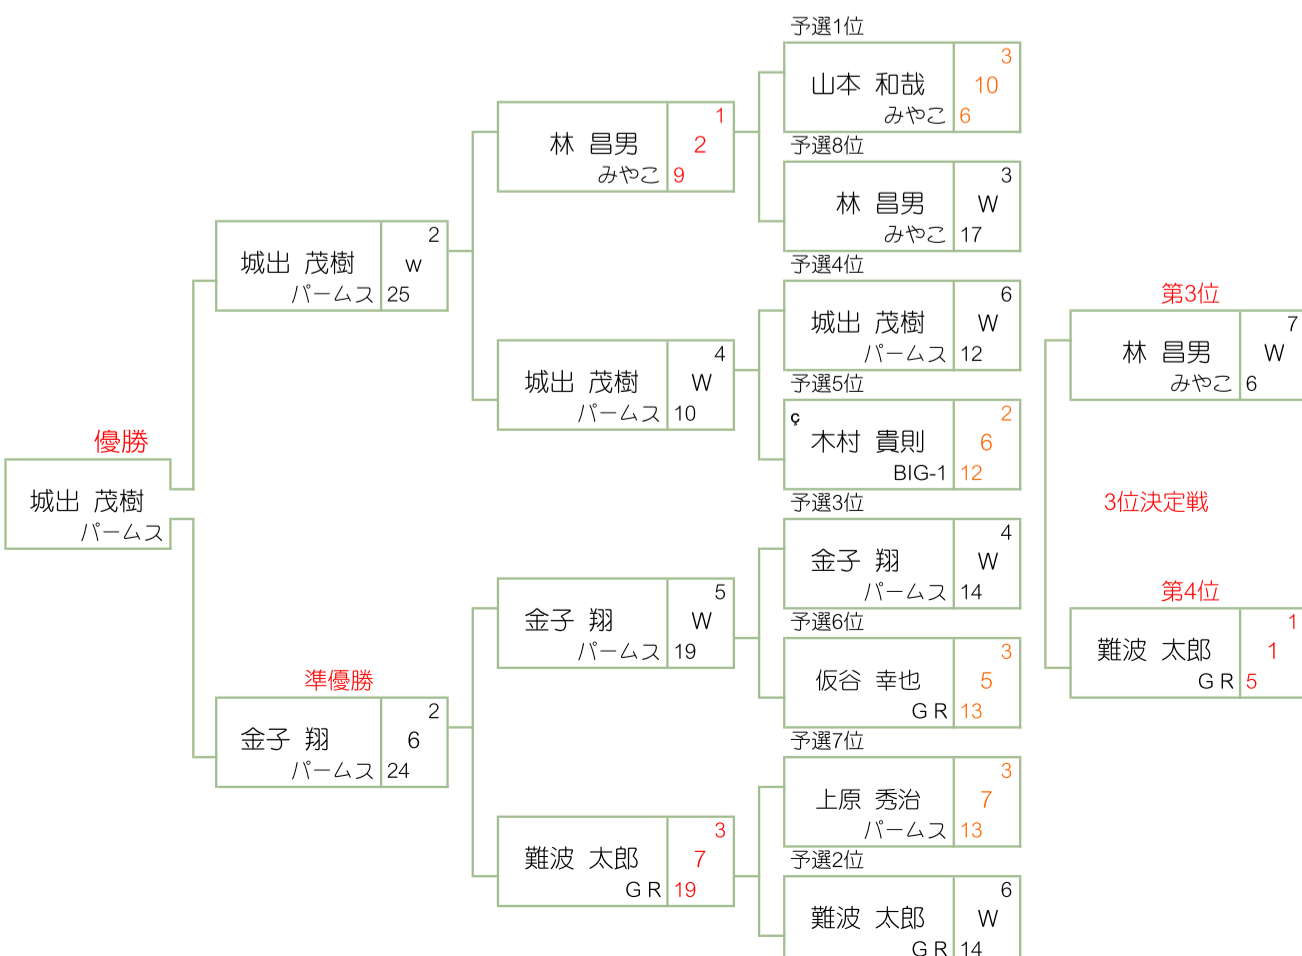 優勝
城出 茂樹
パームス
城出 茂樹
パームス
2
w
25
準優勝
金子 翔
パームス
2
6
24
林 昌男
みやこ
1
2
9
城出 茂樹
パームス
4
W
10
金子 翔
パームス
5
W
19
難波 太郎
G R
3
7
19
予選1位
山本 和哉
みやこ
3
10
6
予選8位
林 昌男
みやこ
3
W
17
予選4位
城出 茂樹
パームス
6
W
12
予選5位
ç
木村 貴則
BIG-1
2
6
12
予選3位
金子 翔
パームス
4
W
14
予選6位
仮谷 幸也
G R
3
5
13
予選7位
上原 秀治
パームス
3
7
13
予選2位
難波 太郎
G R
6
W
14
第3位
林 昌男
みやこ
7
W
6
3位決定戦
第4位
難波 太郎
G R
1
1
5